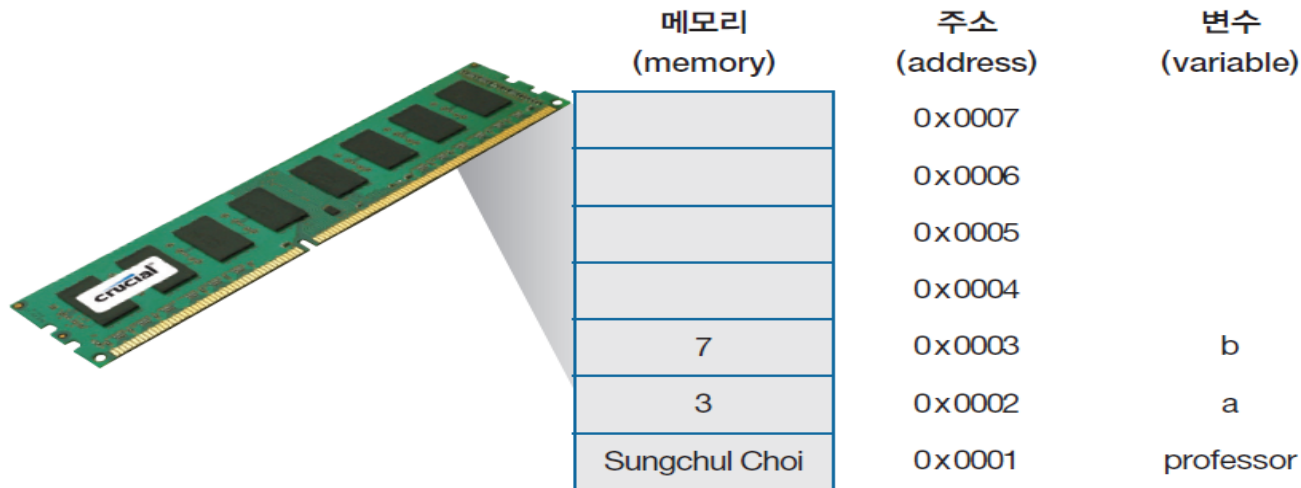 메모리 주소 변수
(memory) (address) (variable)
0x0007
0x0006
0x0005
0x0004
7 0x0003 b
3 0x0002 a
Sungchul Choi 0x0001 professor
crucial